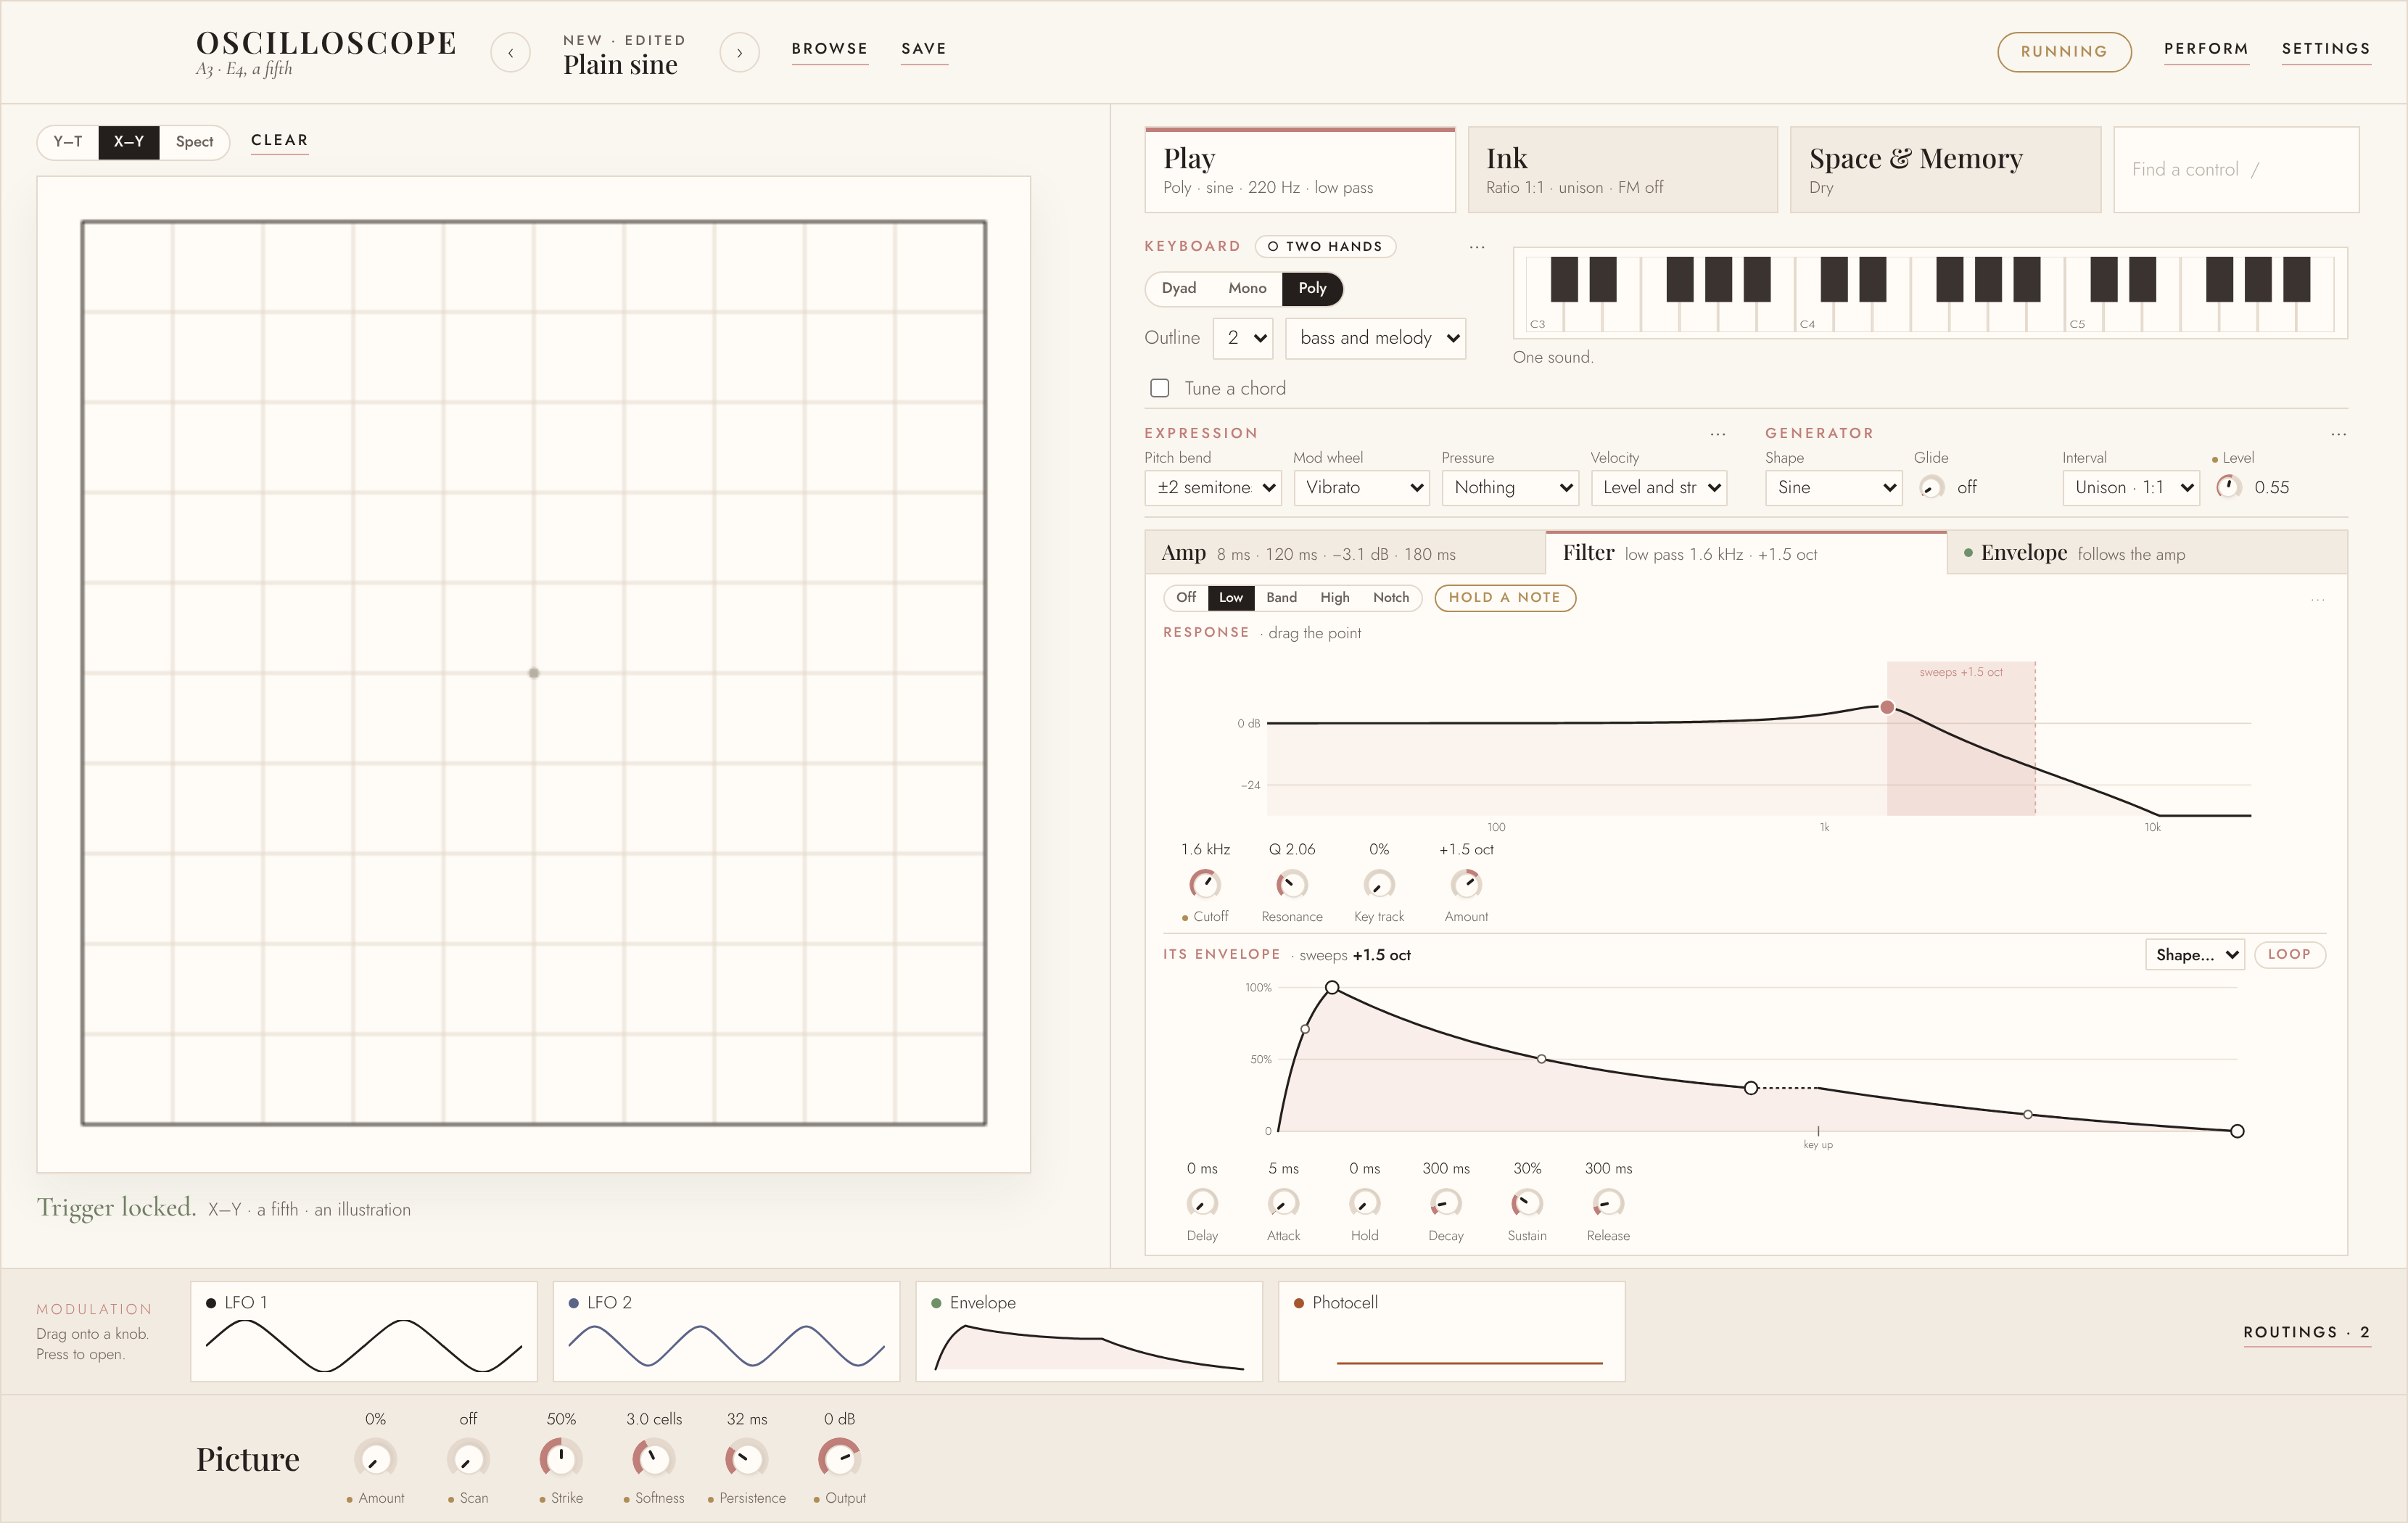 OSCILLOSCOPE
A3 · E4, a fifth
‹
NEW · EDITED
Plain sine
›
BROWSE
SAVE
RUNNING
PERFORM
SETTINGS
Y–T
X–Y
Spect
CLEAR
Trigger locked. X–Y · a fifth · an illustration
Play
Poly · sine · 220 Hz · low pass
Ink
Ratio 1:1 · unison · FM off
Space & Memory
Dry
Find a control /
KEYBOARD
TWO HANDS
...
Dyad
Mono
Poly
Outline
2
bass and melody
Tune a chord
C3
C4
C5
One sound.
EXPRESSION
...
Pitch bend
Mod wheel
Pressure
Velocity
±2 semitone
Vibrato
Nothing
Level and str
GENERATOR
...
Shape
Glide
Interval
Level
Sine
off
Unison · 1:1
0.55
Amp 8 ms · 120 ms · −3.1 dB · 180 ms
Filter low pass 1.6 kHz · +1.5 oct
Envelope follows the amp
Off
Low
Band
High
Notch
HOLD A NOTE
...
RESPONSE · drag the point
sweeps +1.5 oct
0 dB
−24
100
1k
10k
1.6 kHz
Q 2.06
0%
+1.5 oct
Cutoff
Resonance
Key track
Amount
ITS ENVELOPE · sweeps +1.5 oct
Shape...
LOOP
100%
50%
0
key up
0 ms
5 ms
0 ms
300 ms
30%
300 ms
Delay
Attack
Hold
Decay
Sustain
Release
MODULATION
Drag onto a knob.
Press to open.
LFO 1
LFO 2
Envelope
Photocell
ROUTINGS · 2
Picture
0%
off
50%
3.0 cells
32 ms
0 dB
Amount
Scan
Strike
Softness
Persistence
Output